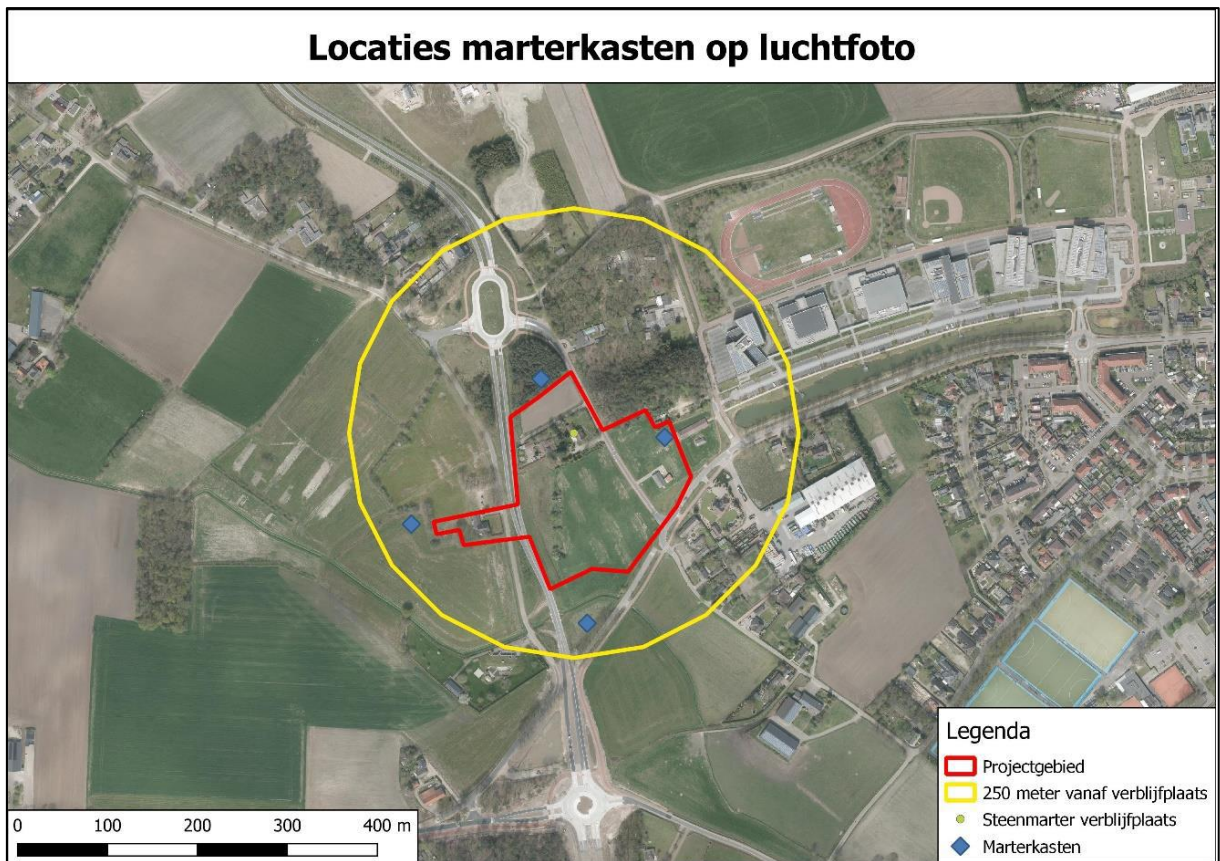 Locaties marterkasten op luchtfoto
Legenda
Projectgebied
250 meter vanaf verblijfplaats
Steenmarter verblijfplaats
Marterkasten
0 100 200 300 400 m